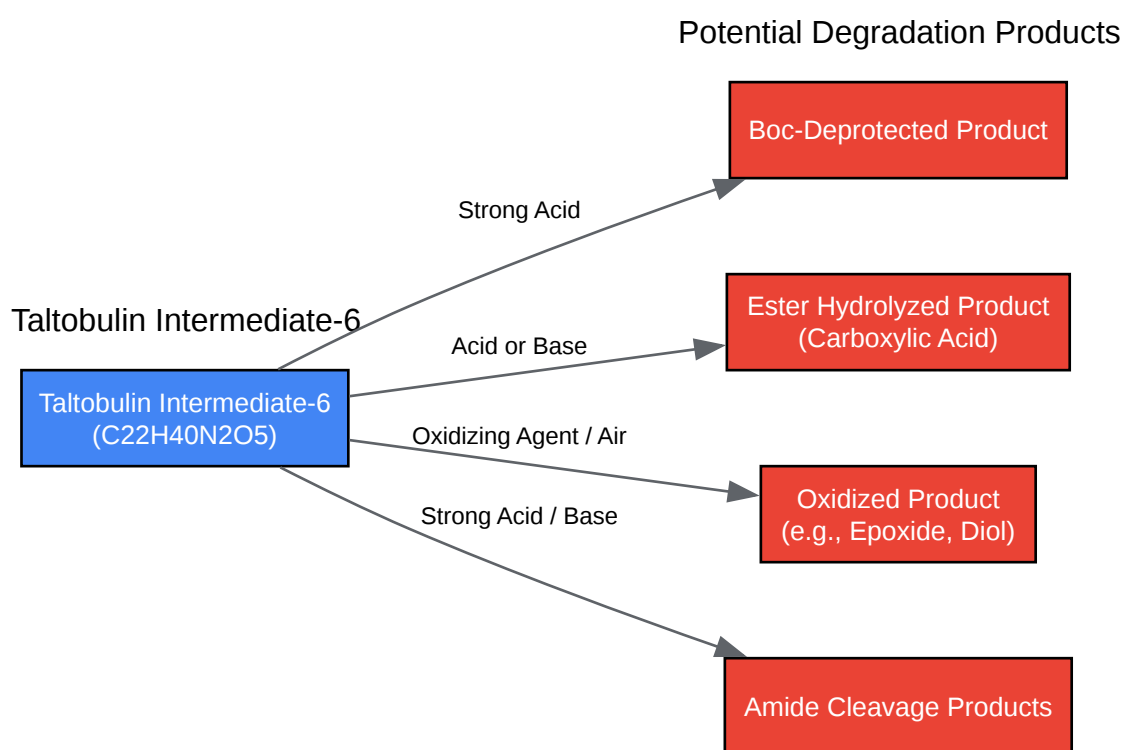 Potential Degradation Products
Boc-Deprotected Product
Strong Acid
Ester Hydrolyzed Product
(Carboxylic Acid)
Taltobulin Intermediate-6
Acid or Base
Taltobulin Intermediate-6
(C22H40N2O5)
Oxidizing Agent / Air
Oxidized Product
(e.g., Epoxide, Diol)
Strong Acid / Base
Amide Cleavage Products